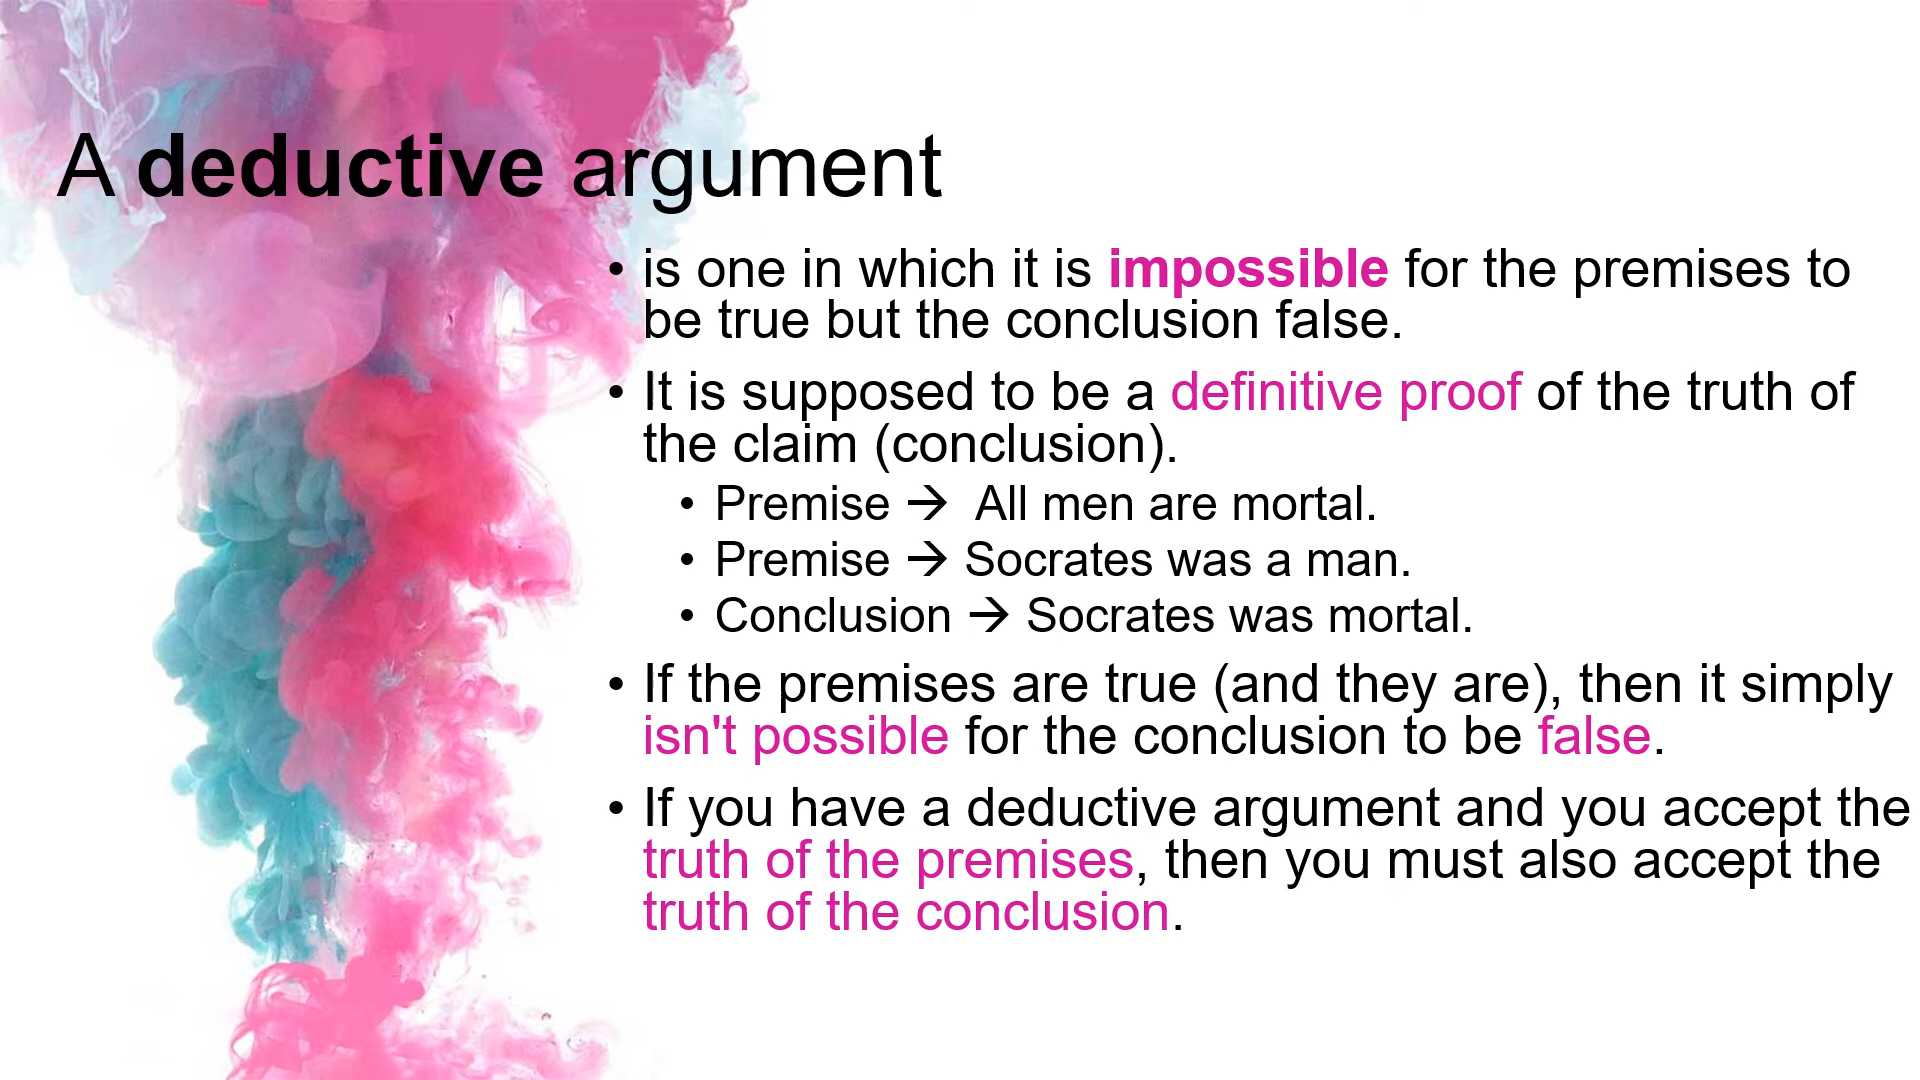 A deductive argument
• is one in which it is impossible for the premises to
be true but the conclusion false.
• It is supposed to be a definitive proof of the truth of
the claim (conclusion).
• Premise → All men are mortal.
• Premise → Socrates was a man.
• Conclusion → Socrates was mortal.
• If the premises are true (and they are), then it simply
isn't possible for the conclusion to be false.
• If you have a deductive argument and you accept the
truth of the premises, then you must also accept the
truth of the conclusion.